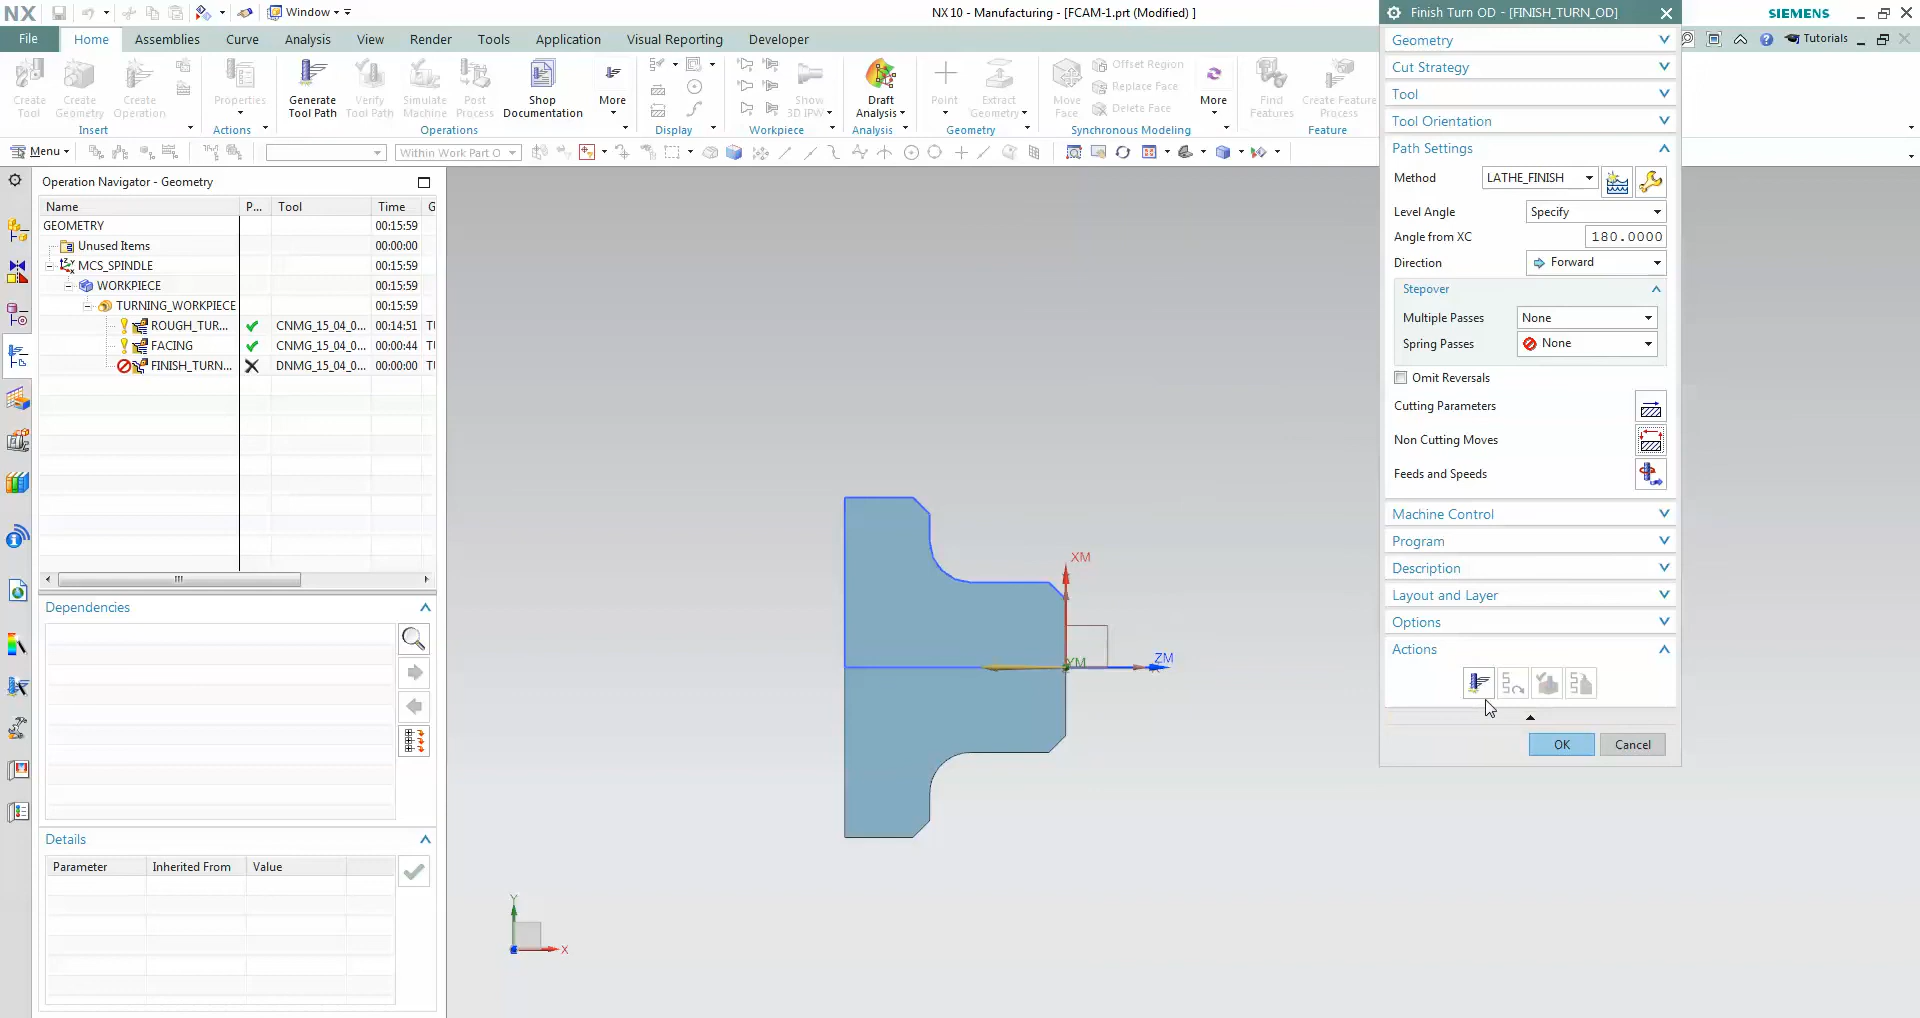 NX
Window
NX 10 - Manufacturing - [FCAM-1.prt (Modified) ]
Finish Turn OD - [FINISH_TURN_OD]
SIEMENS
File
Home
Assemblies
Curve
Analysis
View
Render
Tools
Application
Visual Reporting
Developer
Tutorials
Create Tool
Create Geometry
Create Operation
Insert
Properties
Actions
Generate Tool Path
Verify Tool Path
Simulate Machine
Post Process
Shop Documentation
More
Operations
Display
Show 3D IPW
Workpiece
Draft Analysis
Analysis
Point
Extract Geometry
Geometry
Move Face
Offset Region
Replace Face
Delete Face
More
Synchronous Modeling
Find Features
Create Feature Process
Feature
Menu
Within Work Part O
Operation Navigator - Geometry
Name P... Tool Time G
GEOMETRY 00:15:59
Unused Items 00:00:00
MCS_SPINDLE 00:15:59
WORKPIECE 00:15:59
TURNING_WORKPIECE 00:15:59
ROUGH_TUR... CNMG_15_04_0... 00:14:51 TU
FACING CNMG_15_04_0... 00:00:44 TU
FINISH_TURN... DNMG_15_04_0... 00:00:00 TU
Dependencies
Details
Parameter Inherited From Value
XM
YM
ZM
Y
X
Geometry
Cut Strategy
Tool
Tool Orientation
Path Settings
Method LATHE_FINISH
Level Angle Specify
Angle from XC 180.0000
Direction Forward
Stepover
Multiple Passes None
Spring Passes None
Omit Reversals
Cutting Parameters
Non Cutting Moves
Feeds and Speeds
Machine Control
Program
Description
Layout and Layer
Options
Actions
OK Cancel